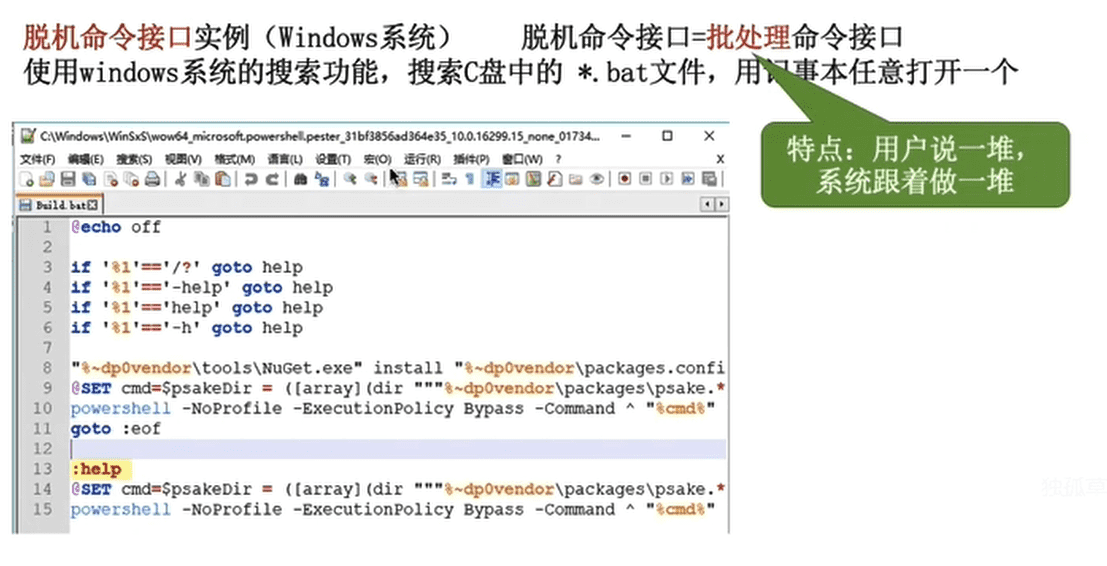 脱机命令接口实例（Windows系统） 脱机命令接口=批处理命令接口
使用windows系统的搜索功能，搜索C盘中的 *.bat文件，用记事本任意打开一个
特点：用户说一堆，
系统跟着做一堆
C:\Windows\WinSxS\wow64_microsoft.powershell.pester_31bf3856ad364e35_10.0.16299.15_none_01734...
文件(F) 编辑(E) 搜索(S) 视图(V) 格式(M) 语言(L) 设置(T) 宏(O) 运行(R) 插件(P) 窗口(W) ? X
Build.bat
1 @echo off
2
3 if '%1'=='/?' goto help
4 if '%1'=='-help' goto help
5 if '%1'=='help' goto help
6 if '%1'=='-h' goto help
7
8 "%~dp0vendor\tools\NuGet.exe" install "%~dp0vendor\packages.confi
9 @SET cmd=$psakeDir = ([array](dir """%~dp0vendor\packages\psake.*
10 powershell -NoProfile -ExecutionPolicy Bypass -Command ^ "%cmd%"
11 goto :eof
12
13 :help
14 @SET cmd=$psakeDir = ([array](dir """%~dp0vendor\packages\psake.*
15 powershell -NoProfile -ExecutionPolicy Bypass -Command ^ "%cmd%"